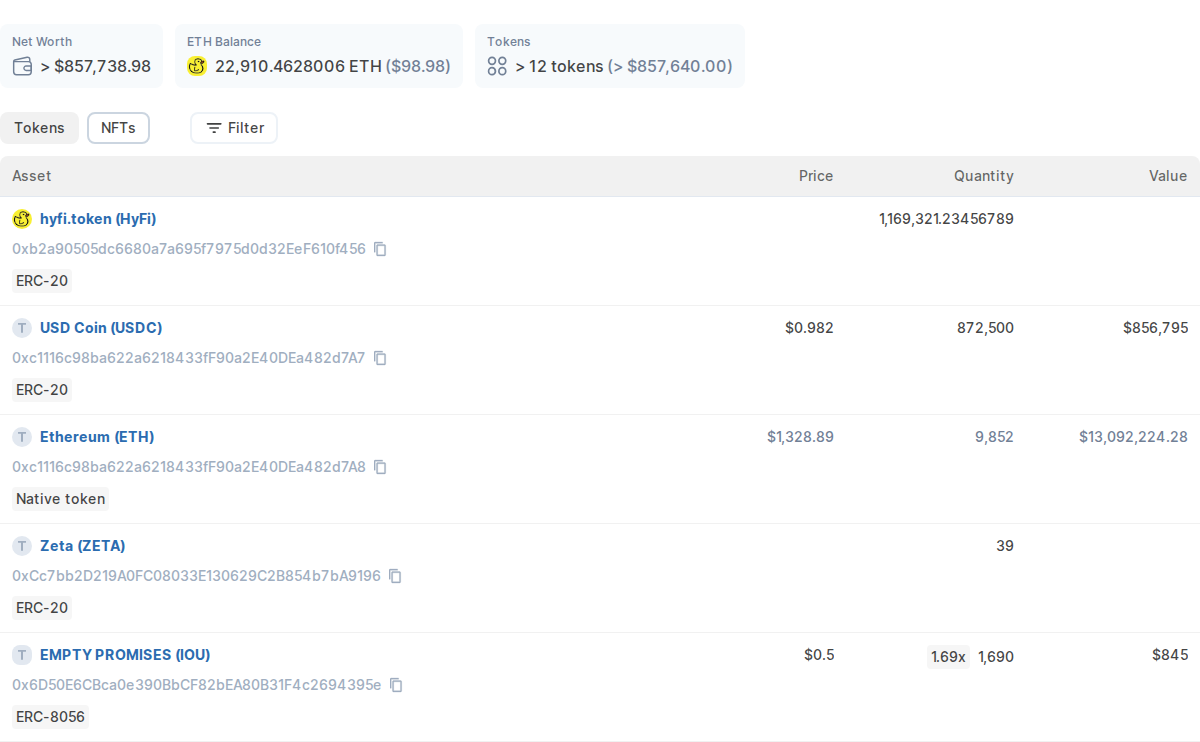 Net Worth
> $857,738.98
ETH Balance
22,910.4628006 ETH ($98.98)
Tokens
> 12 tokens (> $857,640.00)
Tokens
NFTs
Filter
Asset Price Quantity Value
hyfi.token (HyFi) 1,169,321.23456789
0xb2a90505dc6680a7a695f7975d0d32EeF610f456
ERC-20
T USD Coin (USDC) $0.982 872,500 $856,795
0xc1116c98ba622a6218433fF90a2E40DEa482d7A7
ERC-20
T Ethereum (ETH) $1,328.89 9,852 $13,092,224.28
0xc1116c98ba622a6218433fF90a2E40DEa482d7A8
Native token
T Zeta (ZETA) 39
0xCc7bb2D219A0FC08033E130629C2B854b7bA9196
ERC-20
T EMPTY PROMISES (IOU) $0.5 1.69x 1,690 $845
0x6D50E6CBca0e390BbCF82bEA80B31F4c2694395e
ERC-8056